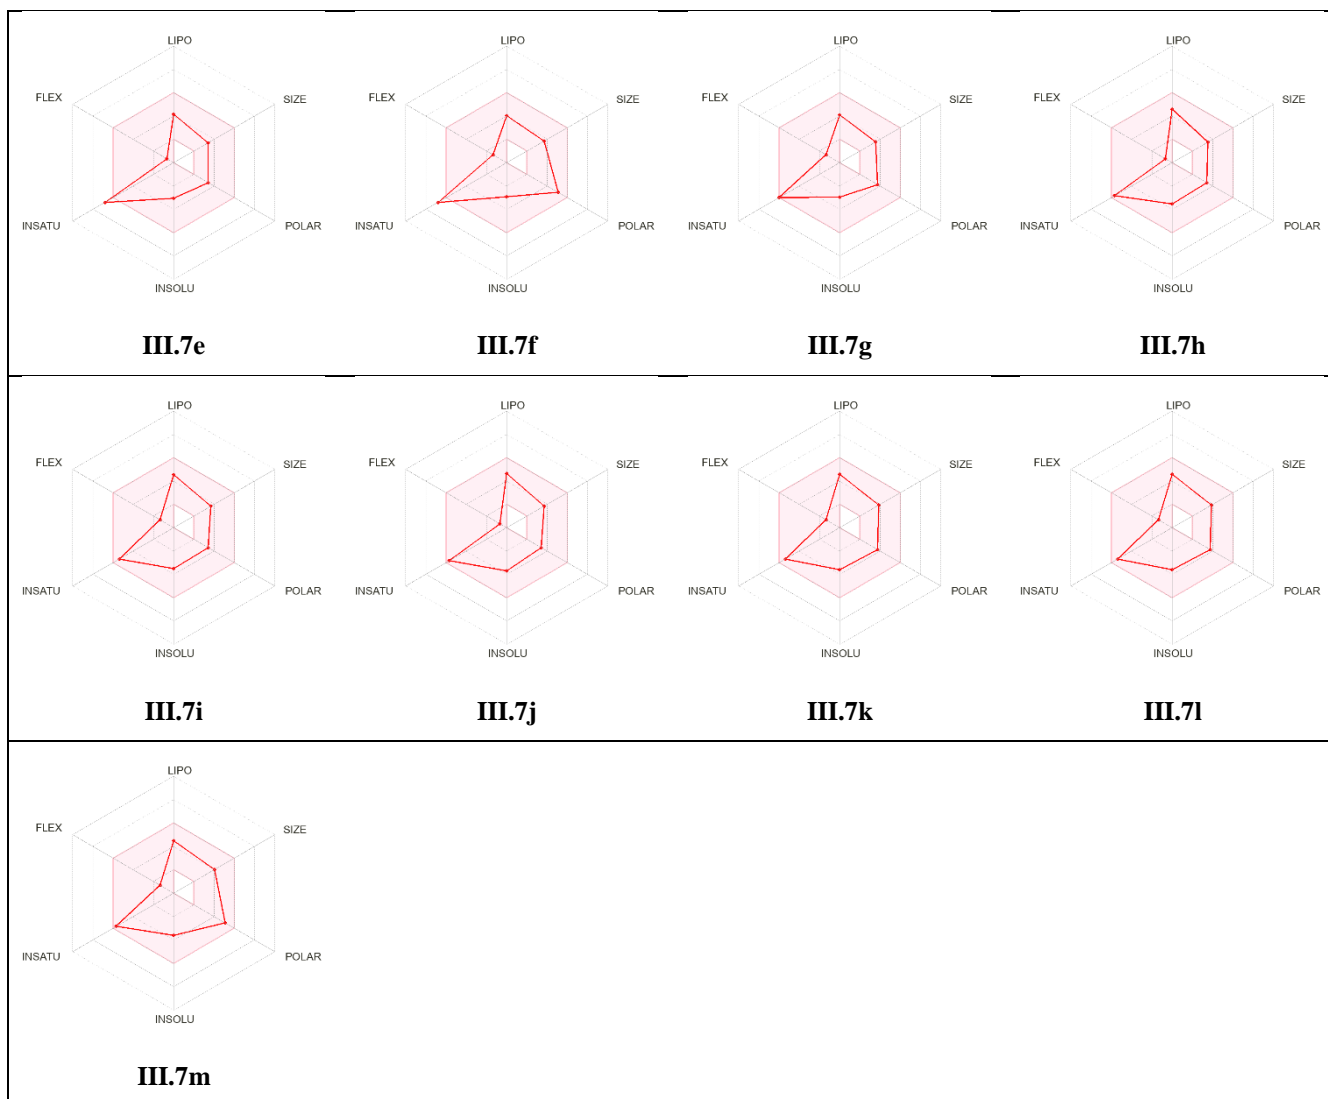 LIPO
FLEX
SIZE
INSATU
POLAR
INSOLU
III.7e
LIPO
FLEX
SIZE
INSATU
POLAR
INSOLU
III.7f
LIPO
FLEX
SIZE
INSATU
POLAR
INSOLU
III.7g
LIPO
FLEX
SIZE
INSATU
POLAR
INSOLU
III.7h
LIPO
FLEX
SIZE
INSATU
POLAR
INSOLU
III.7i
LIPO
FLEX
SIZE
INSATU
POLAR
INSOLU
III.7j
LIPO
FLEX
SIZE
INSATU
POLAR
INSOLU
III.7k
LIPO
FLEX
SIZE
INSATU
POLAR
INSOLU
III.7l
LIPO
FLEX
SIZE
INSATU
POLAR
INSOLU
III.7m